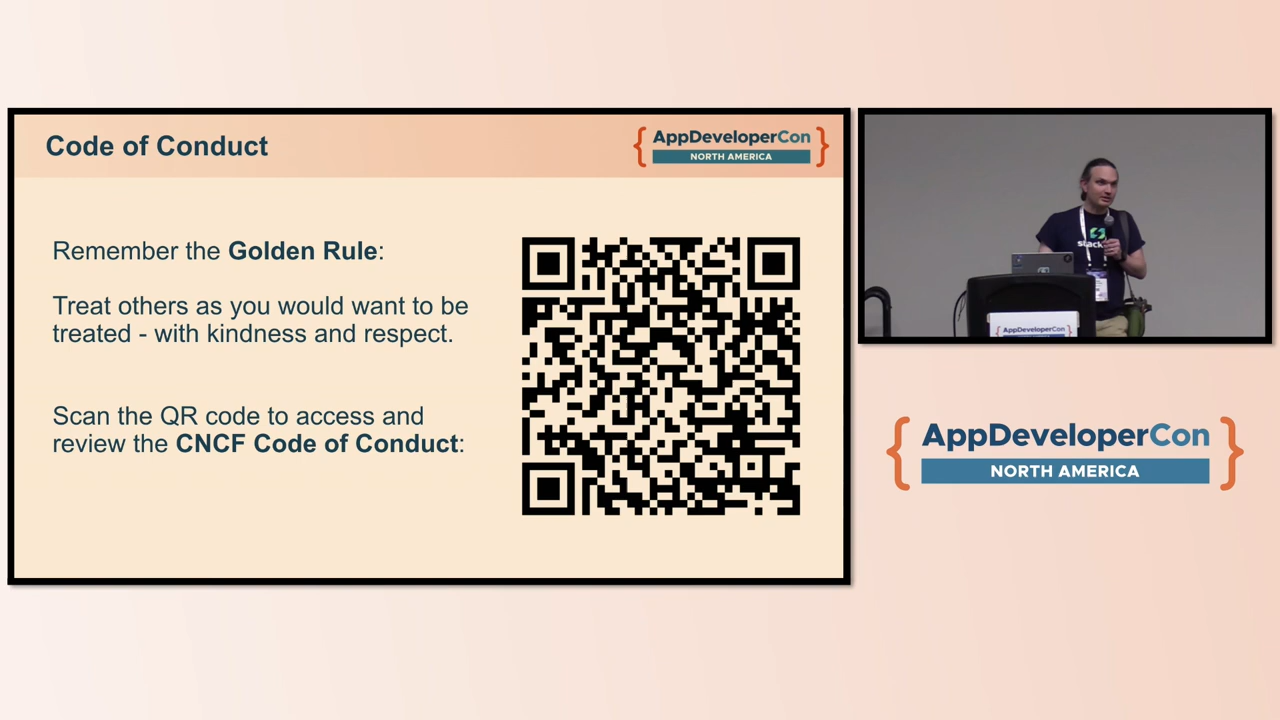 Code of Conduct
{ AppDeveloperCon }
NORTH AMERICA
Remember the Golden Rule:
Treat others as you would want to be
treated - with kindness and respect.
Scan the QR code to access and
review the CNCF Code of Conduct:
AppDeveloperCon
{ AppDeveloperCon }
NORTH AMERICA